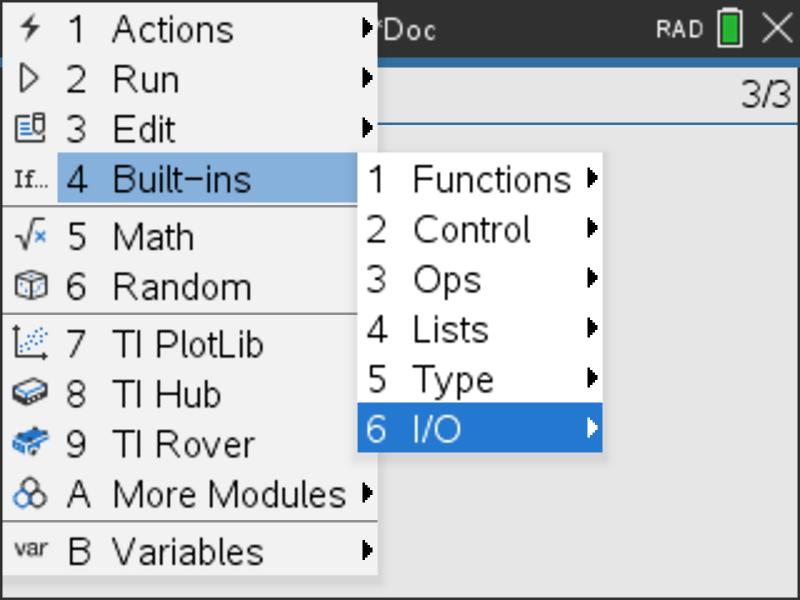 1 Actions
*Doc
RAD
2 Run
3/3
3 Edit
If... 4 Built-ins
1 Functions
2 Control
3 Ops
4 Lists
5 Type
6 I/O
√x 5 Math
6 Random
7 TI PlotLib
8 TI Hub
9 TI Rover
A More Modules
var B Variables